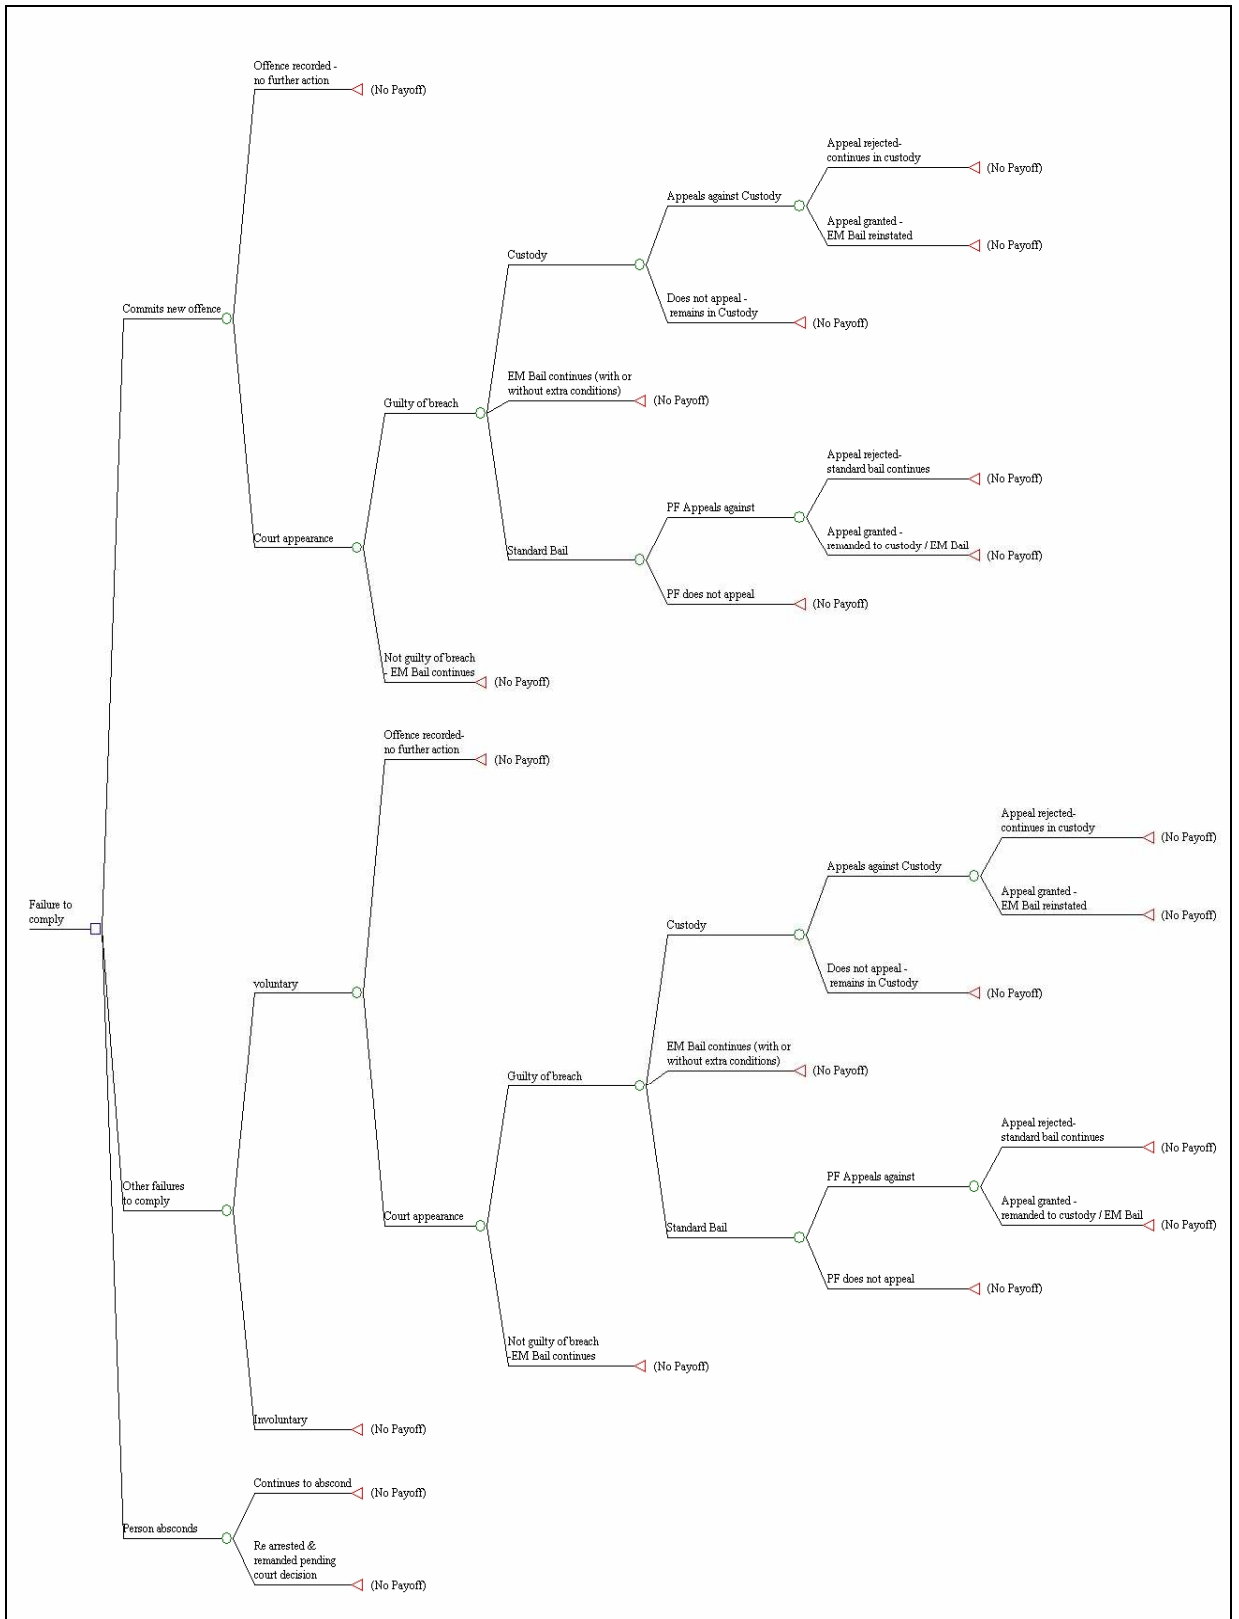 Offence recorded -
no further action
(No Payoff)
Appeal rejected-
continues in custody
(No Payoff)
Appeals against Custody
Appeal granted -
EM Bail reinstated
(No Payoff)
Custody
Does not appeal -
remains in Custody
(No Payoff)
Commits new offence
EM Bail continues (with or
without extra conditions)
(No Payoff)
Guilty of breach
Appeal rejected-
standard bail continues
(No Payoff)
PF Appeals against
Appeal granted -
remanded to custody / EM Bail
(No Payoff)
Court appearance
Standard Bail
PF does not appeal
(No Payoff)
Not guilty of breach
- EM Bail continues
(No Payoff)
Offence recorded-
no further action
(No Payoff)
Appeal rejected-
continues in custody
(No Payoff)
Appeals against Custody
Appeal granted -
EM Bail reinstated
(No Payoff)
Failure to
comply
Custody
Does not appeal -
remains in Custody
(No Payoff)
voluntary
EM Bail continues (with or
without extra conditions)
(No Payoff)
Guilty of breach
Appeal rejected-
standard bail continues
(No Payoff)
PF Appeals against
Other failures
to comply
Appeal granted -
remanded to custody / EM Bail
(No Payoff)
Court appearance
Standard Bail
PF does not appeal
(No Payoff)
Not guilty of breach
-EM Bail continues
(No Payoff)
Involuntary
(No Payoff)
Continues to abscond
(No Payoff)
Person absconds
Re arrested &
remanded pending
court decision
(No Payoff)